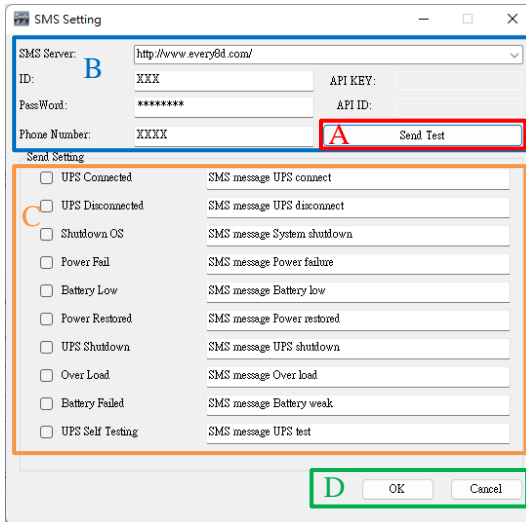 SMS Setting
SMS Server: http://www.every8d.com/
B
ID: XXX API KEY:
PassWord: ******** API ID:
Phone Number: XXXX A Send Test
Send Setting
UPS Connected SMS message UPS connect
C
UPS Disconnected SMS message UPS disconnect
Shutdown OS SMS message System shutdown
Power Fail SMS message Power failure
Battery Low SMS message Battery low
Power Restored SMS message Power restored
UPS Shutdown SMS message UPS shutdown
Over Load SMS message Over load
Battery Failed SMS message Battery weak
UPS Self Testing SMS message UPS test
D OK Cancel